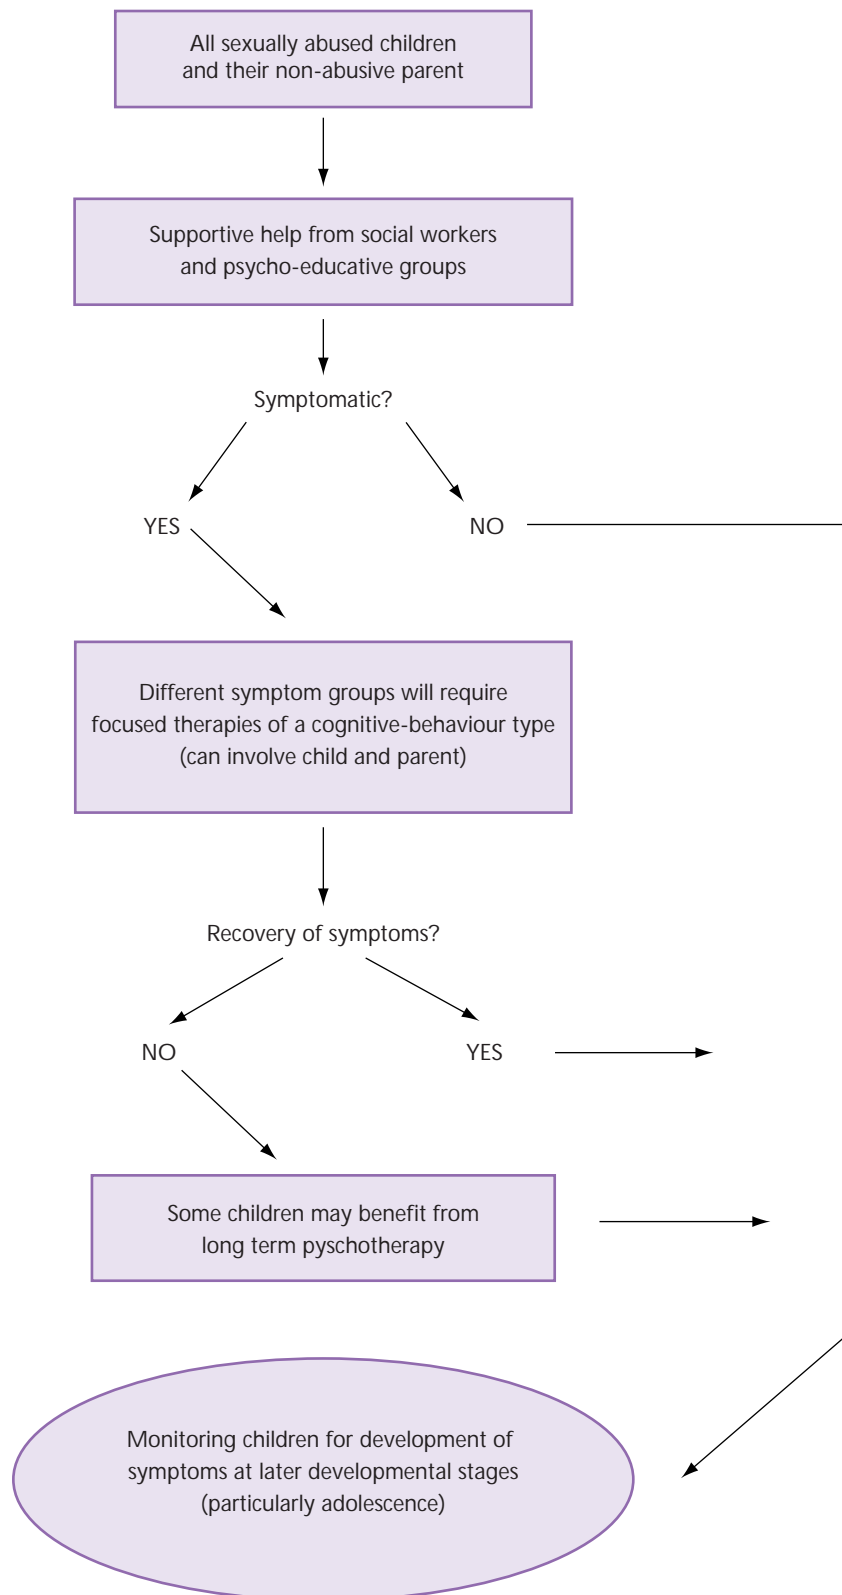 All sexually abused children
and their non-abusive parent
Supportive help from social workers
and psycho-educative groups
Symptomatic?
YES
NO
Different symptom groups will require
focused therapies of a cognitive-behaviour type
(can involve child and parent)
Recovery of symptoms?
NO
YES
Some children may benefit from
long term pyschotherapy
Monitoring children for development of
symptoms at later developmental stages
(particularly adolescence)